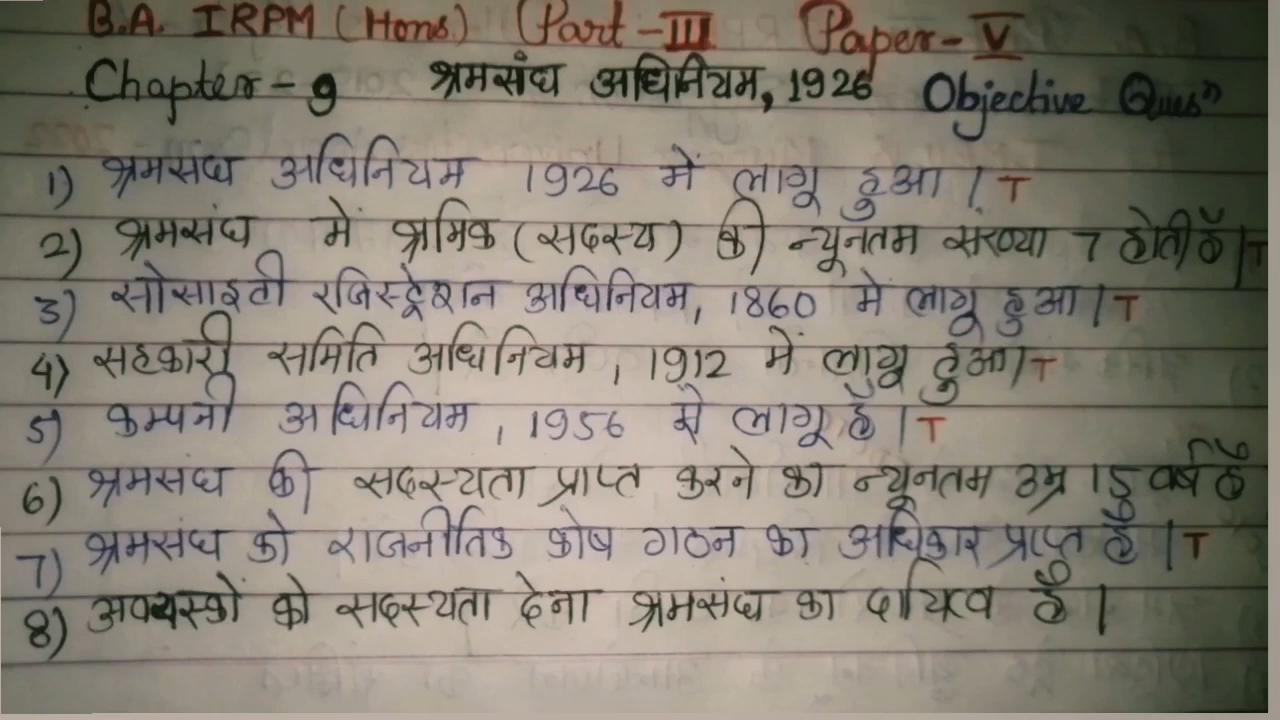 B.A. IRPM (Hons.) (Part-III Paper-V
Chapter-9 श्रमसंघ अधिनियम, 1926 Objective Quesn
1) श्रमसंघ अधिनियम 1926 में लागू हुआ। T
2) श्रमसंघ में श्रमिक (सदस्य) की न्यूनतम संख्या 7 होती है। T
3) सोसाइटी रजिस्ट्रेशन अधिनियम, 1860 में लागू हुआ। T
4) सहकारी समिति अधिनियम, 1912 में लागू हुआ। T
5) कम्पनी अधिनियम, 1956 से लागू है। T
6) श्रमसंघ की सदस्यता प्राप्त करने का न्यूनतम उम्र 15 वर्ष है
7) श्रमसंघ को राजनीतिक कोष गठन का अधिकार प्राप्त है। T
8) अवयस्कों को सदस्यता देना श्रमसंघ का दायित्व है।